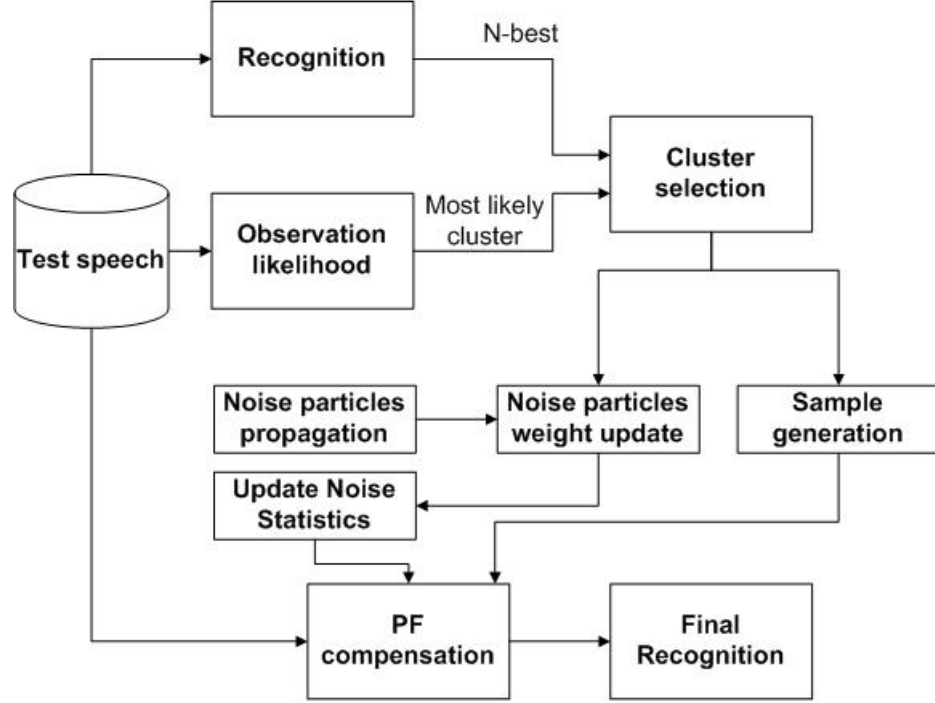 N-best
Recognition
Cluster
selection
Most likely
cluster
Observation
likelihood
Test speech
Noise particles
propagation
Noise particles
weight update
Sample
generation
Update Noise
Statistics
PF
compensation
Final
Recognition